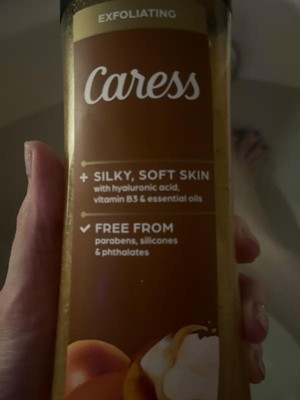 EXFOLIATING
Caress
+ SILKY, SOFT SKIN
with hyaluronic acid,
vitamin B3 & essential oils
✓ FREE FROM
parabens, silicones
& phthalates